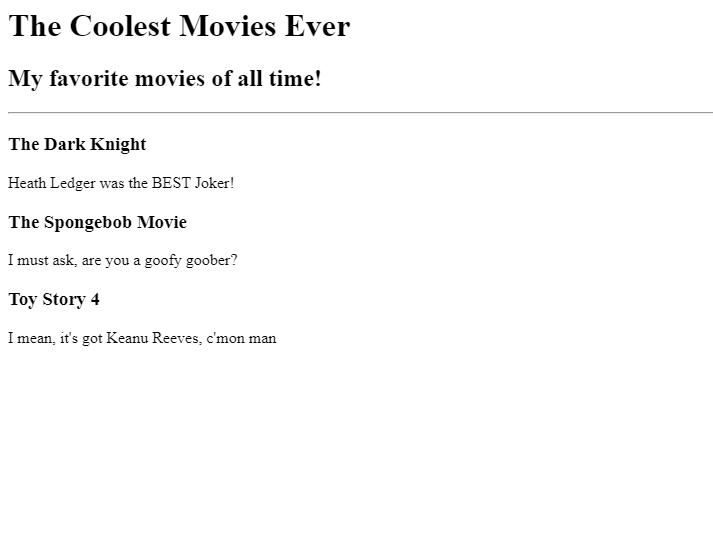 The Coolest Movies Ever
My favorite movies of all time!
The Dark Knight
Heath Ledger was the BEST Joker!
The Spongebob Movie
I must ask, are you a goofy goober?
Toy Story 4
I mean, it's got Keanu Reeves, c'mon man